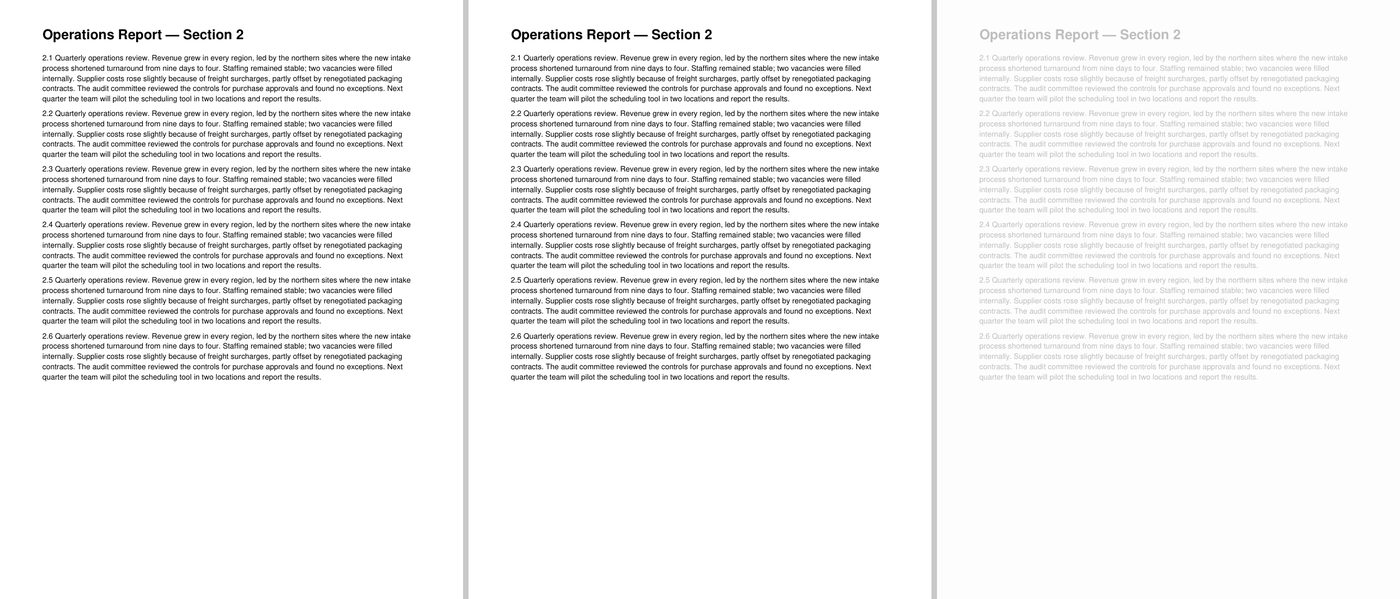 Operations Report — Section 2
2.1 Quarterly operations review. Revenue grew in every region, led by the northern sites where the new intake
process shortened turnaround from nine days to four. Staffing remained stable; two vacancies were filled
internally. Supplier costs rose slightly because of freight surcharges, partly offset by renegotiated packaging
contracts. The audit committee reviewed the controls for purchase approvals and found no exceptions. Next
quarter the team will pilot the scheduling tool in two locations and report the results.
2.2 Quarterly operations review. Revenue grew in every region, led by the northern sites where the new intake
process shortened turnaround from nine days to four. Staffing remained stable; two vacancies were filled
internally. Supplier costs rose slightly because of freight surcharges, partly offset by renegotiated packaging
contracts. The audit committee reviewed the controls for purchase approvals and found no exceptions. Next
quarter the team will pilot the scheduling tool in two locations and report the results.
2.3 Quarterly operations review. Revenue grew in every region, led by the northern sites where the new intake
process shortened turnaround from nine days to four. Staffing remained stable; two vacancies were filled
internally. Supplier costs rose slightly because of freight surcharges, partly offset by renegotiated packaging
contracts. The audit committee reviewed the controls for purchase approvals and found no exceptions. Next
quarter the team will pilot the scheduling tool in two locations and report the results.
2.4 Quarterly operations review. Revenue grew in every region, led by the northern sites where the new intake
process shortened turnaround from nine days to four. Staffing remained stable; two vacancies were filled
internally. Supplier costs rose slightly because of freight surcharges, partly offset by renegotiated packaging
contracts. The audit committee reviewed the controls for purchase approvals and found no exceptions. Next
quarter the team will pilot the scheduling tool in two locations and report the results.
2.5 Quarterly operations review. Revenue grew in every region, led by the northern sites where the new intake
process shortened turnaround from nine days to four. Staffing remained stable; two vacancies were filled
internally. Supplier costs rose slightly because of freight surcharges, partly offset by renegotiated packaging
contracts. The audit committee reviewed the controls for purchase approvals and found no exceptions. Next
quarter the team will pilot the scheduling tool in two locations and report the results.
2.6 Quarterly operations review. Revenue grew in every region, led by the northern sites where the new intake
process shortened turnaround from nine days to four. Staffing remained stable; two vacancies were filled
internally. Supplier costs rose slightly because of freight surcharges, partly offset by renegotiated packaging
contracts. The audit committee reviewed the controls for purchase approvals and found no exceptions. Next
quarter the team will pilot the scheduling tool in two locations and report the results.
Operations Report — Section 2
2.1 Quarterly operations review. Revenue grew in every region, led by the northern sites where the new intake
process shortened turnaround from nine days to four. Staffing remained stable; two vacancies were filled
internally. Supplier costs rose slightly because of freight surcharges, partly offset by renegotiated packaging
contracts. The audit committee reviewed the controls for purchase approvals and found no exceptions. Next
quarter the team will pilot the scheduling tool in two locations and report the results.
2.2 Quarterly operations review. Revenue grew in every region, led by the northern sites where the new intake
process shortened turnaround from nine days to four. Staffing remained stable; two vacancies were filled
internally. Supplier costs rose slightly because of freight surcharges, partly offset by renegotiated packaging
contracts. The audit committee reviewed the controls for purchase approvals and found no exceptions. Next
quarter the team will pilot the scheduling tool in two locations and report the results.
2.3 Quarterly operations review. Revenue grew in every region, led by the northern sites where the new intake
process shortened turnaround from nine days to four. Staffing remained stable; two vacancies were filled
internally. Supplier costs rose slightly because of freight surcharges, partly offset by renegotiated packaging
contracts. The audit committee reviewed the controls for purchase approvals and found no exceptions. Next
quarter the team will pilot the scheduling tool in two locations and report the results.
2.4 Quarterly operations review. Revenue grew in every region, led by the northern sites where the new intake
process shortened turnaround from nine days to four. Staffing remained stable; two vacancies were filled
internally. Supplier costs rose slightly because of freight surcharges, partly offset by renegotiated packaging
contracts. The audit committee reviewed the controls for purchase approvals and found no exceptions. Next
quarter the team will pilot the scheduling tool in two locations and report the results.
2.5 Quarterly operations review. Revenue grew in every region, led by the northern sites where the new intake
process shortened turnaround from nine days to four. Staffing remained stable; two vacancies were filled
internally. Supplier costs rose slightly because of freight surcharges, partly offset by renegotiated packaging
contracts. The audit committee reviewed the controls for purchase approvals and found no exceptions. Next
quarter the team will pilot the scheduling tool in two locations and report the results.
2.6 Quarterly operations review. Revenue grew in every region, led by the northern sites where the new intake
process shortened turnaround from nine days to four. Staffing remained stable; two vacancies were filled
internally. Supplier costs rose slightly because of freight surcharges, partly offset by renegotiated packaging
contracts. The audit committee reviewed the controls for purchase approvals and found no exceptions. Next
quarter the team will pilot the scheduling tool in two locations and report the results.
Operations Report — Section 2
2.1 Quarterly operations review. Revenue grew in every region, led by the northern sites where the new intake
process shortened turnaround from nine days to four. Staffing remained stable; two vacancies were filled
internally. Supplier costs rose slightly because of freight surcharges, partly offset by renegotiated packaging
contracts. The audit committee reviewed the controls for purchase approvals and found no exceptions. Next
quarter the team will pilot the scheduling tool in two locations and report the results.
2.2 Quarterly operations review. Revenue grew in every region, led by the northern sites where the new intake
process shortened turnaround from nine days to four. Staffing remained stable; two vacancies were filled
internally. Supplier costs rose slightly because of freight surcharges, partly offset by renegotiated packaging
contracts. The audit committee reviewed the controls for purchase approvals and found no exceptions. Next
quarter the team will pilot the scheduling tool in two locations and report the results.
2.3 Quarterly operations review. Revenue grew in every region, led by the northern sites where the new intake
process shortened turnaround from nine days to four. Staffing remained stable; two vacancies were filled
internally. Supplier costs rose slightly because of freight surcharges, partly offset by renegotiated packaging
contracts. The audit committee reviewed the controls for purchase approvals and found no exceptions. Next
quarter the team will pilot the scheduling tool in two locations and report the results.
2.4 Quarterly operations review. Revenue grew in every region, led by the northern sites where the new intake
process shortened turnaround from nine days to four. Staffing remained stable; two vacancies were filled
internally. Supplier costs rose slightly because of freight surcharges, partly offset by renegotiated packaging
contracts. The audit committee reviewed the controls for purchase approvals and found no exceptions. Next
quarter the team will pilot the scheduling tool in two locations and report the results.
2.5 Quarterly operations review. Revenue grew in every region, led by the northern sites where the new intake
process shortened turnaround from nine days to four. Staffing remained stable; two vacancies were filled
internally. Supplier costs rose slightly because of freight surcharges, partly offset by renegotiated packaging
contracts. The audit committee reviewed the controls for purchase approvals and found no exceptions. Next
quarter the team will pilot the scheduling tool in two locations and report the results.
2.6 Quarterly operations review. Revenue grew in every region, led by the northern sites where the new intake
process shortened turnaround from nine days to four. Staffing remained stable; two vacancies were filled
internally. Supplier costs rose slightly because of freight surcharges, partly offset by renegotiated packaging
contracts. The audit committee reviewed the controls for purchase approvals and found no exceptions. Next
quarter the team will pilot the scheduling tool in two locations and report the results.